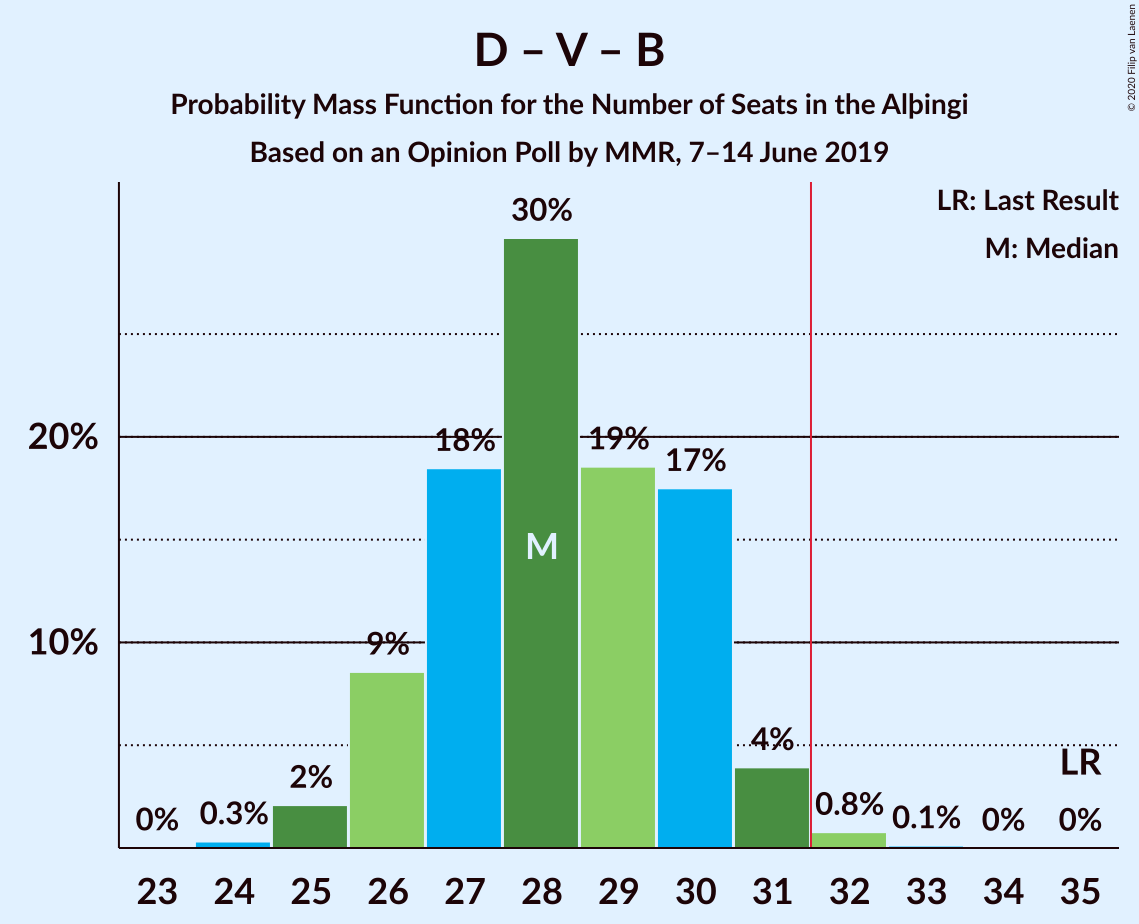 D – V – B
Probability Mass Function for the Number of Seats in the Alþingi
Based on an Opinion Poll by MMR, 7–14 June 2019
© 2020 Filip van Laenen
LR: Last Result
M: Median
20%
10%
0%
0.3%
2%
9%
18%
30%
19%
17%
4%
0.8%
0.1%
0%
0%
M
LR
23 24 25 26 27 28 29 30 31 32 33 34 35